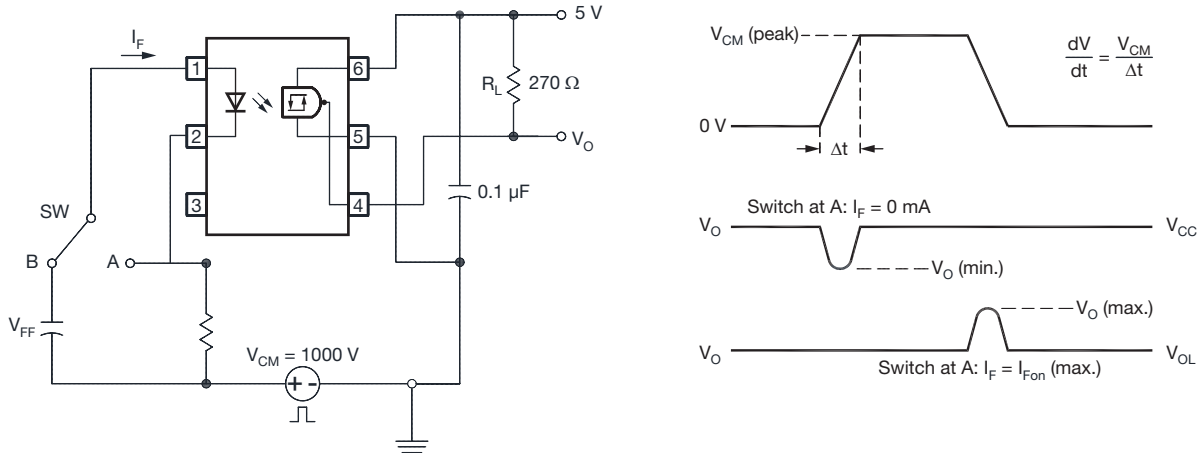 5 V
I_F
1
6
R_L 270 Ω
2
5
V_O
3
4
0.1 µF
SW
B A
V_FF
V_CM = 1000 V
+ -
V_CM (peak)
dV/dt = V_CM/Δt
0 V
Δt
Switch at A: I_F = 0 mA
V_O V_CC
V_O (min.)
V_O (max.)
V_O V_OL
Switch at A: I_F = I_Fon (max.)